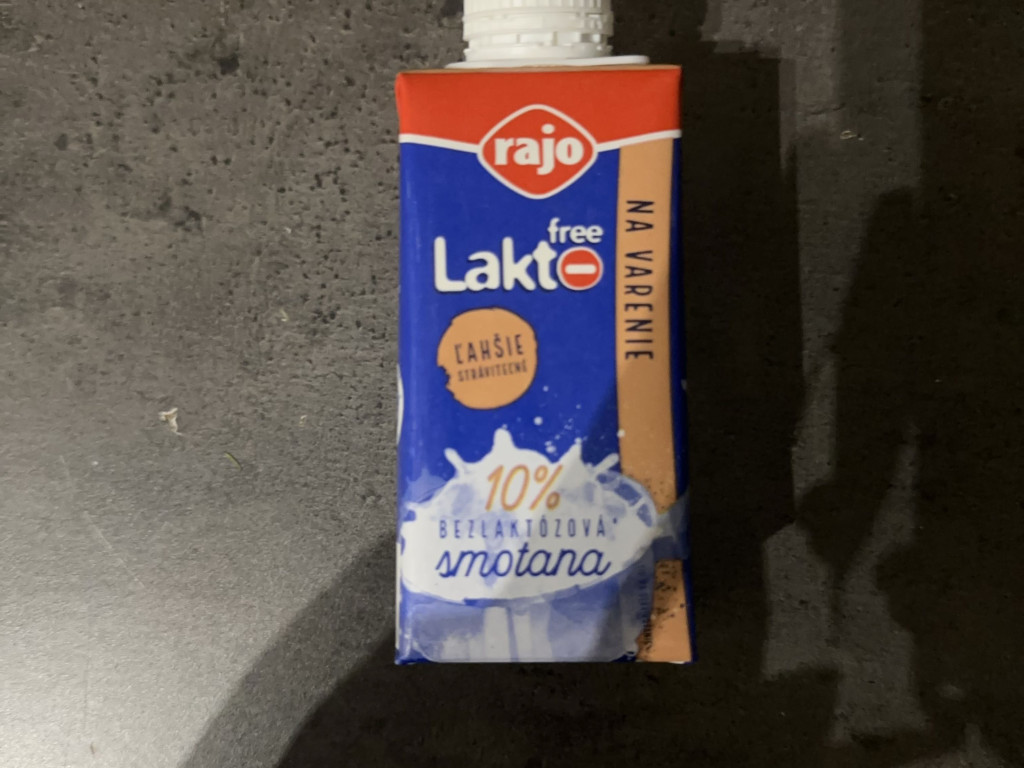 rajo
free
Lakto
NA VARENIE
ĽAHŠIE
STRÁVITEĽNÉ
10%
BEZLAKTÓZOVÁ*
smotana